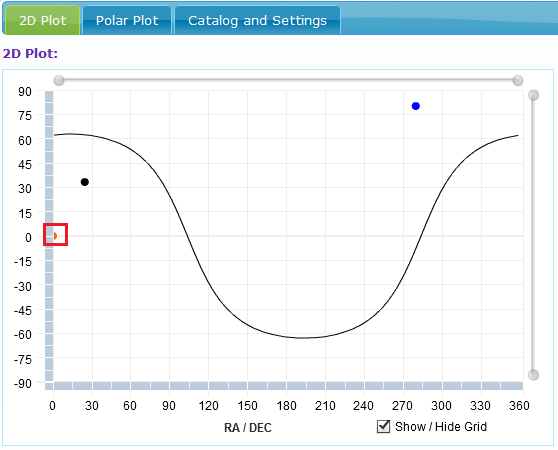 2D Plot Polar Plot Catalog and Settings
2D Plot:
90
75
60
45
30
15
0
-15
-30
-45
-60
-75
-90
0 30 60 90 120 150 180 210 240 270 300 330 360
RA / DEC
Show / Hide Grid